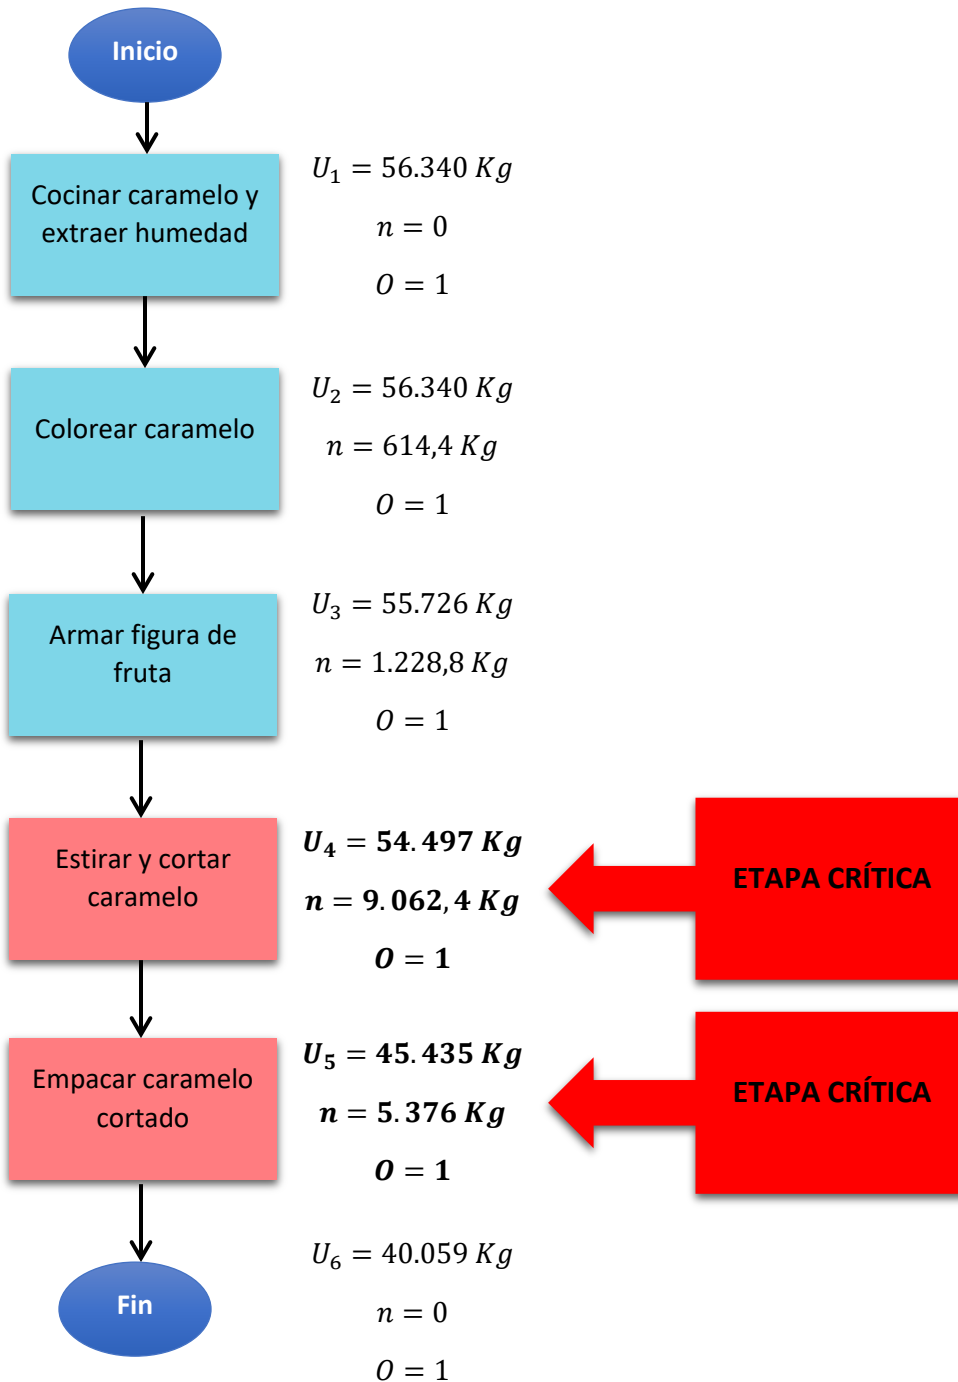 Inicio
Cocinar caramelo y
extraer humedad
U₁ = 56.340 Kg
n = 0
O = 1
Colorear caramelo
U₂ = 56.340 Kg
n = 614,4 Kg
O = 1
Armar figura de
fruta
U₃ = 55.726 Kg
n = 1.228,8 Kg
O = 1
Estirar y cortar
caramelo
U₄ = 54.497 Kg
n = 9.062,4 Kg
O = 1
ETAPA CRÍTICA
Empacar caramelo
cortado
U₅ = 45.435 Kg
n = 5.376 Kg
O = 1
ETAPA CRÍTICA
U₆ = 40.059 Kg
n = 0
O = 1
Fin